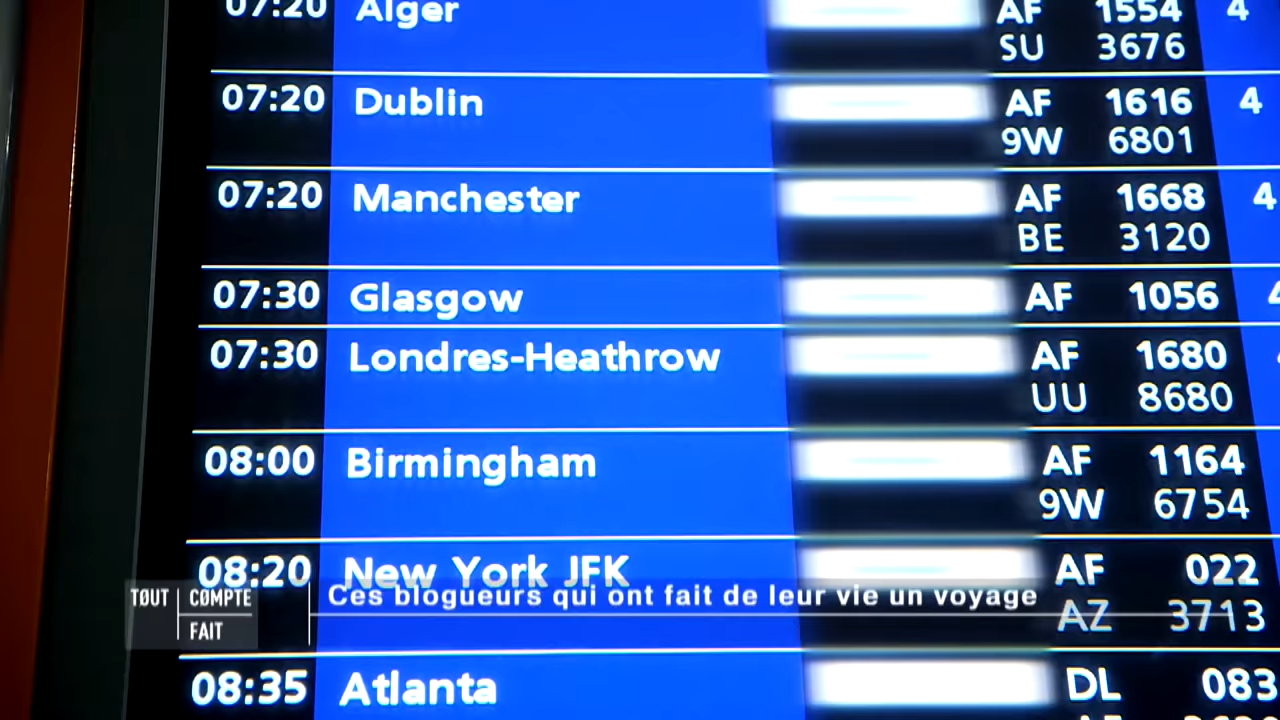 07:20 Alger AF 1554 4
SU 3676
07:20 Dublin AF 1616 4
9W 6801
07:20 Manchester AF 1668 4
BE 3120
07:30 Glasgow AF 1056 4
07:30 Londres-Heathrow AF 1680
UU 8680
08:00 Birmingham AF 1164
9W 6754
08:20 New York JFK AF 022
TØUT CØMPTE Ces blogueurs qui ont fait de leur vie un voyage
AZ 3713
FAIT
08:35 Atlanta DL 083